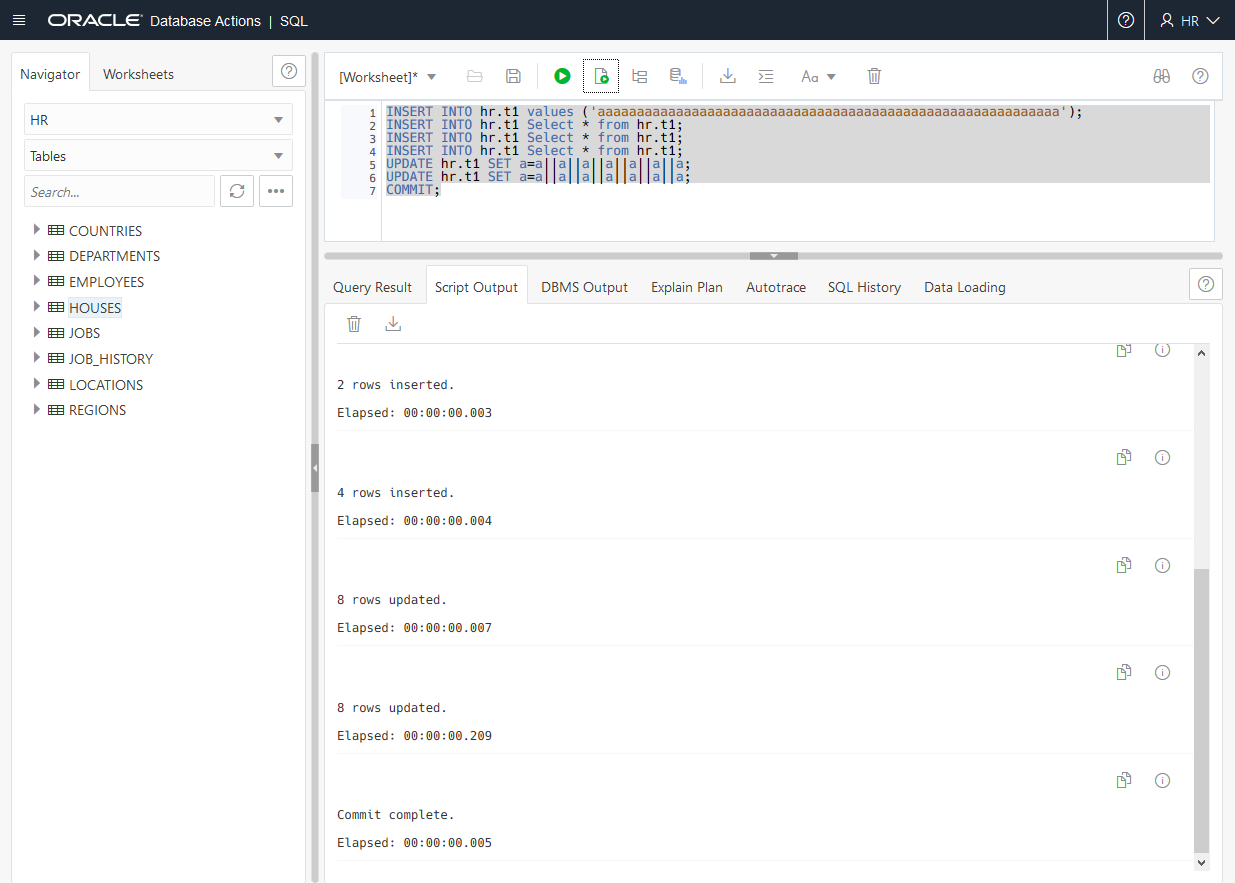 ORACLE Database Actions | SQL
HR
Navigator
Worksheets
HR
Tables
Search...
COUNTRIES
DEPARTMENTS
EMPLOYEES
HOUSES
JOBS
JOB_HISTORY
LOCATIONS
REGIONS
[Worksheet]*
Aa
1 INSERT INTO hr.t1 values ('aaaaaaaaaaaaaaaaaaaaaaaaaaaaaaaaaaaaaaaaaaaaaaaaaaaaaaaaaaa');
2 INSERT INTO hr.t1 Select * from hr.t1;
3 INSERT INTO hr.t1 Select * from hr.t1;
4 INSERT INTO hr.t1 Select * from hr.t1;
5 UPDATE hr.t1 SET a=a||a||a||a||a||a||a;
6 UPDATE hr.t1 SET a=a||a||a||a||a||a||a;
7 COMMIT;
Query Result
Script Output
DBMS Output
Explain Plan
Autotrace
SQL History
Data Loading
2 rows inserted.
Elapsed: 00:00:00.003
4 rows inserted.
Elapsed: 00:00:00.004
8 rows updated.
Elapsed: 00:00:00.007
8 rows updated.
Elapsed: 00:00:00.209
Commit complete.
Elapsed: 00:00:00.005